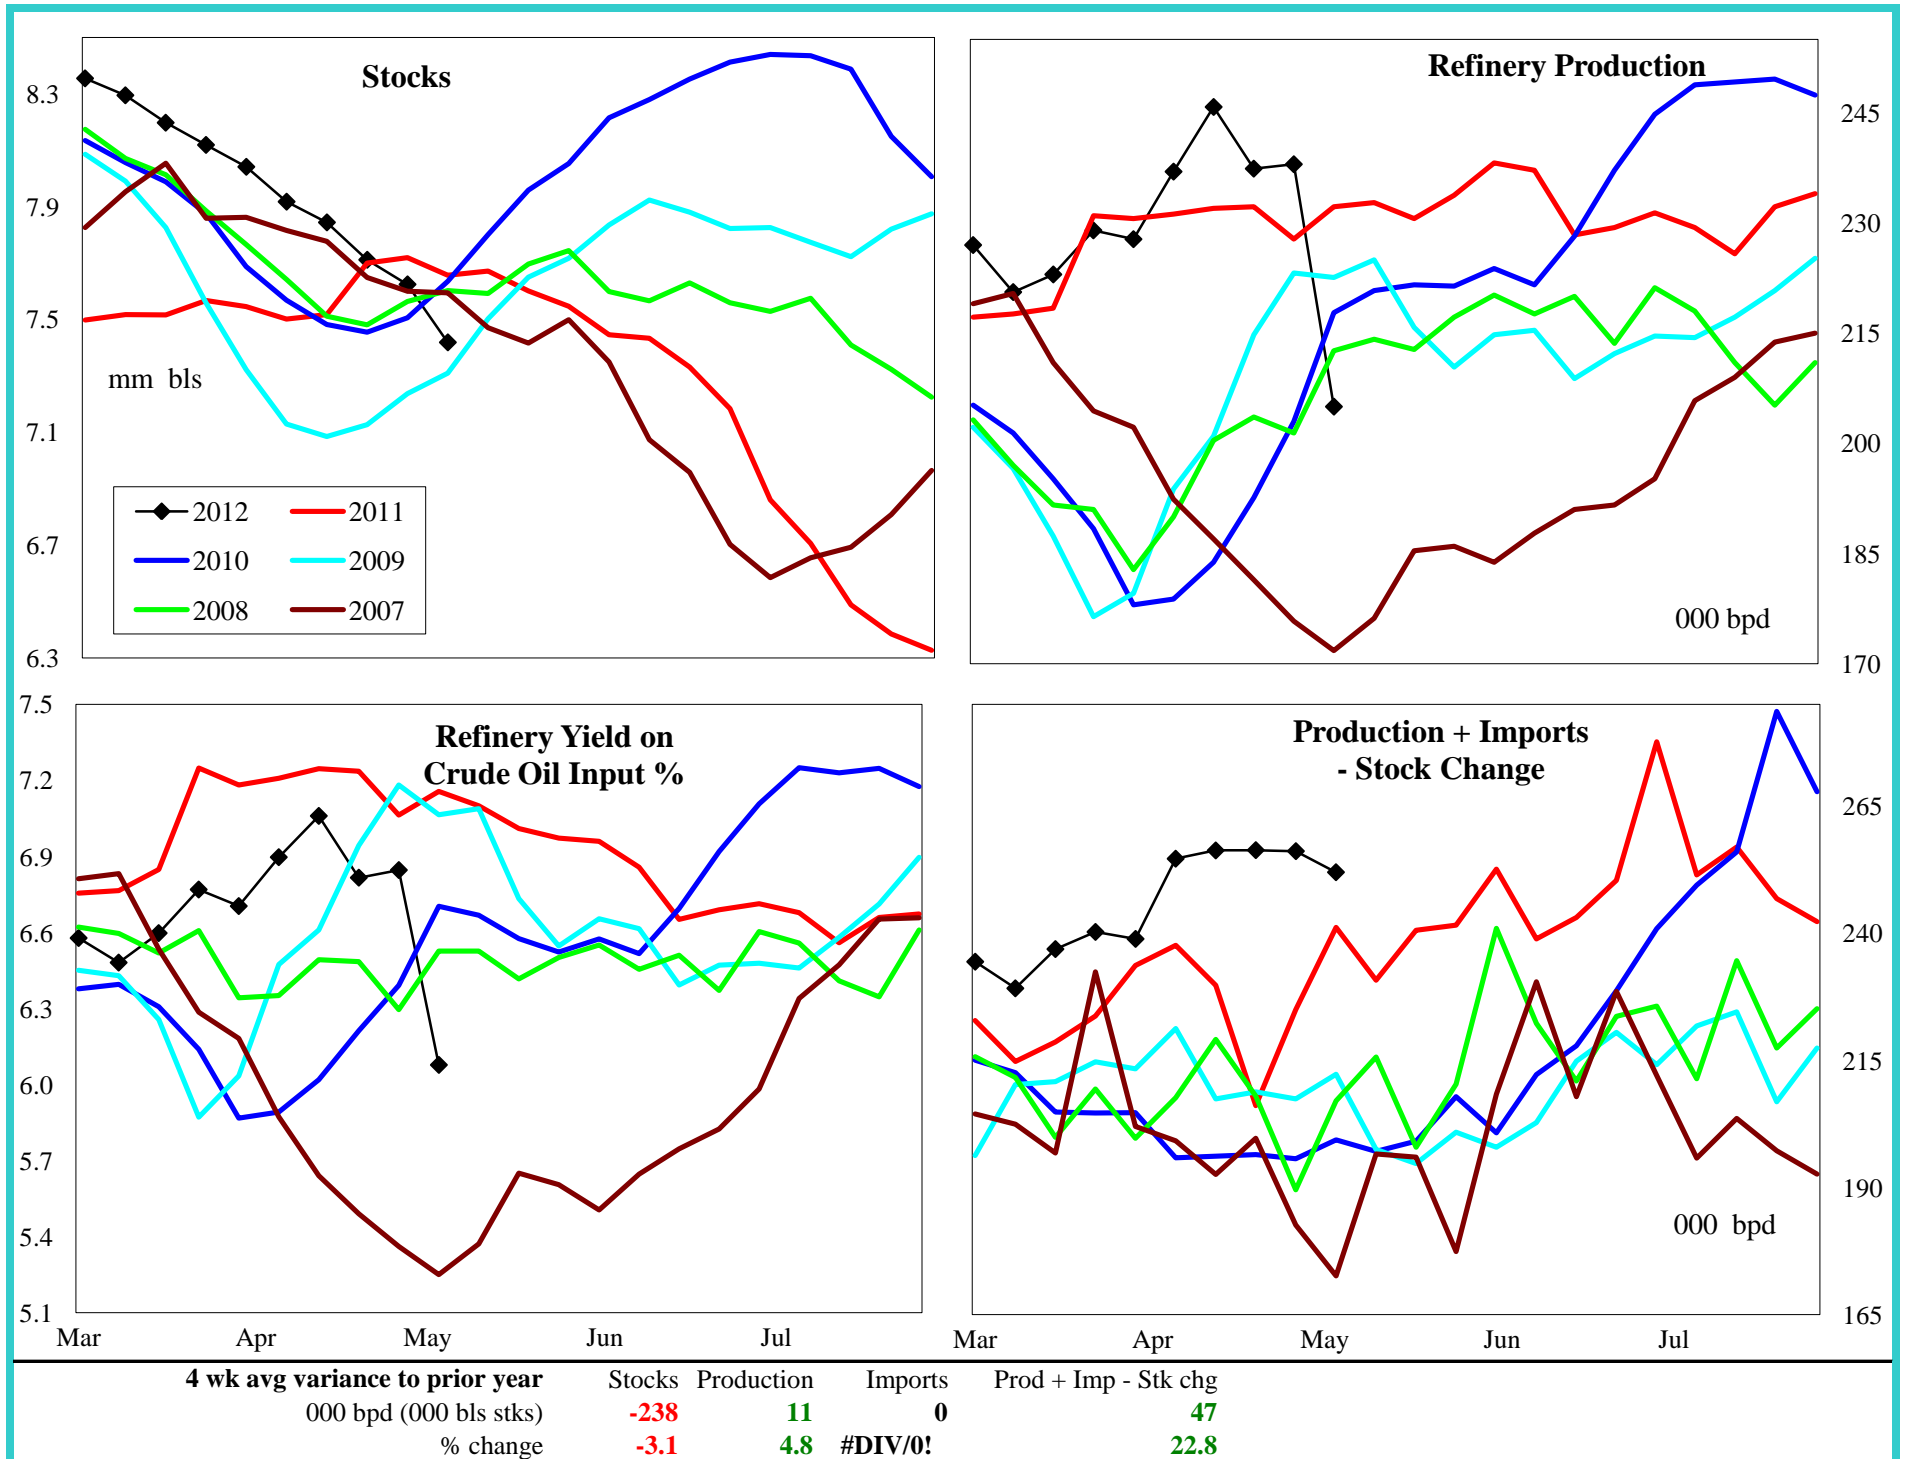 Stocks
8.3
7.9
7.5
7.1
6.7
6.3
mm bls
2012 2011
2010 2009
2008 2007
Refinery Production
245
230
215
200
185
170
000 bpd
Refinery Yield on
Crude Oil Input %
7.5
7.2
6.9
6.6
6.3
6.0
5.7
5.4
5.1
Mar Apr May Jun Jul
Production + Imports
- Stock Change
265
240
215
190
165
000 bpd
Mar Apr May Jun Jul
4 wk avg variance to prior year Stocks Production Imports Prod + Imp - Stk chg
000 bpd (000 bls stks) -238 11 0 47
% change -3.1 4.8 #DIV/0! 22.8